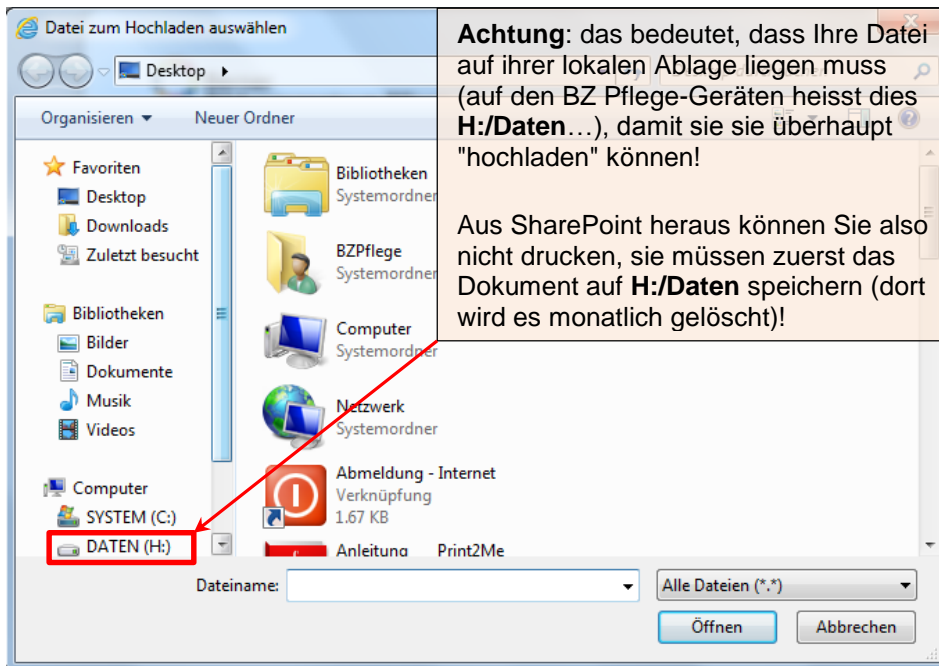 Datei zum Hochladen auswählen
Achtung: das bedeutet, dass Ihre Datei
auf ihrer lokalen Ablage liegen muss
(auf den BZ Pflege-Geräten heisst dies
H:/Daten…), damit sie sie überhaupt
"hochladen" können!
Aus SharePoint heraus können Sie also
nicht drucken, sie müssen zuerst das
Dokument auf H:/Daten speichern (dort
wird es monatlich gelöscht)!
Desktop
Organisieren
Neuer Ordner
Favoriten
Desktop
Downloads
Zuletzt besucht
Bibliotheken
Bilder
Dokumente
Musik
Videos
Computer
SYSTEM (C:)
DATEN (H:)
Bibliotheken
Systemordner
BZPflege
Systemordner
Computer
Systemordner
Netzwerk
Systemordner
Abmeldung - Internet
Verknüpfung
1.67 KB
Anleitung Print2Me
Dateiname:
Alle Dateien (*.*)
Öffnen
Abbrechen